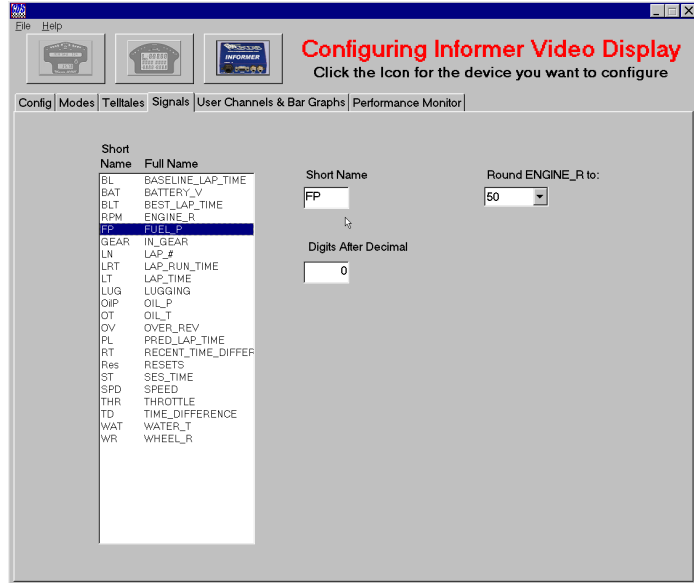 File Help
INFORMER
Configuring Informer Video Display
Click the Icon for the device you want to configure
Config Modes Telltales Signals User Channels & Bar Graphs Performance Monitor
Short
Name Full Name
BL BASELINE_LAP_TIME
BAT BATTERY_V
BLT BEST_LAP_TIME
RPM ENGINE_R
FP FUEL_P
GEAR IN_GEAR
LN LAP_#
LRT LAP_RUN_TIME
LT LAP_TIME
LUG LUGGING
OilP OIL_P
OT OIL_T
OV OVER_REV
PL PRED_LAP_TIME
RT RECENT_TIME_DIFFER
Res RESETS
ST SES_TIME
SPD SPEED
THR THROTTLE
TD TIME_DIFFERENCE
WAT WATER_T
WR WHEEL_R
Short Name
FP
Digits After Decimal
0
Round ENGINE_R to:
50